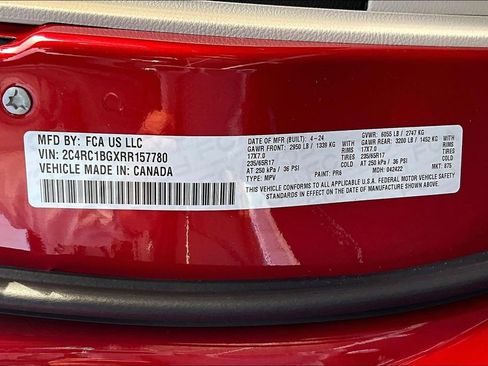 MFD BY: FCA US LLC
VIN: 2C4RC1BGXRR157780
VEHICLE MADE IN: CANADA
DATE OF MFR (BUILT): 4-24 GVWR: 6055 LB / 2747 KG
GAWR FRONT: 2950 LB / 1339 KG WITH GAWR REAR: 3200 LB / 1452 KG WITH
17X7.0 RIMS 17X7.0 RIMS
235/65R17 TIRES 235/65R17 TIRES
AT 250 kPa / 36 PSI AT 250 kPa / 36 PSI
TYPE: MPV PAINT: PR6 MDH: 042422 MKT: 875
THIS VEHICLE CONFORMS TO ALL APPLICABLE U.S.A. FEDERAL MOTOR VEHICLE SAFETY
STANDARDS IN EFFECT ON THE DATE OF MANUFACTURE SHOWN ABOVE.